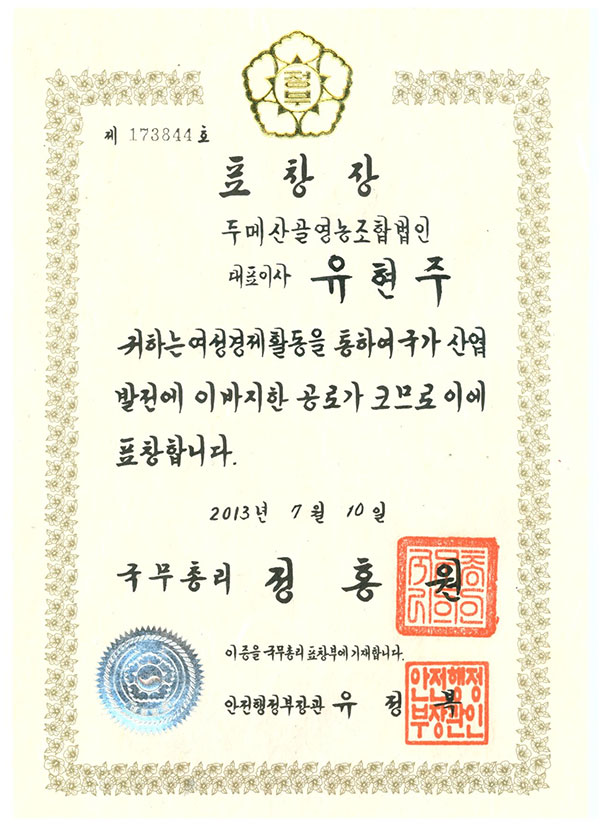 정부
제 173844 호
표 창 장
두메산골영농조합법인
대표이사 유현주
귀하는 여성경제활동을 통하여 국가 산업
발전에 이바지한 공로가 크므로 이에
표창합니다.
2013년 7월 10일
국무총리 정홍원
이 증을 국무총리 표창부에 기재합니다.
안전행정부장관 유정복
안전행정
부장관인